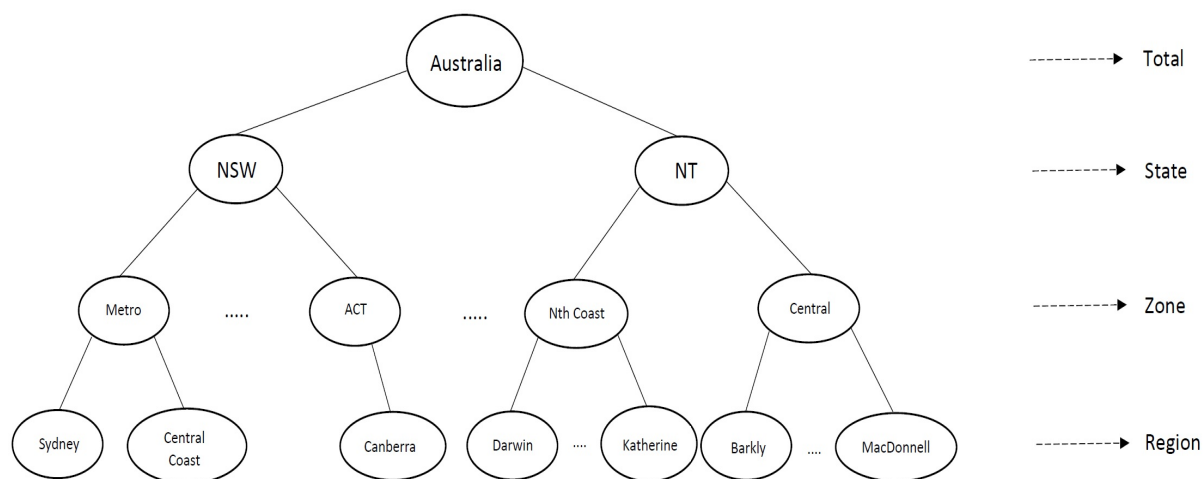 Australia
Total
NSW
NT
State
Metro
.....
ACT
.....
Nth Coast
Central
Zone
Sydney
Central
Coast
Canberra
Darwin
....
Katherine
Barkly
....
MacDonnell
Region